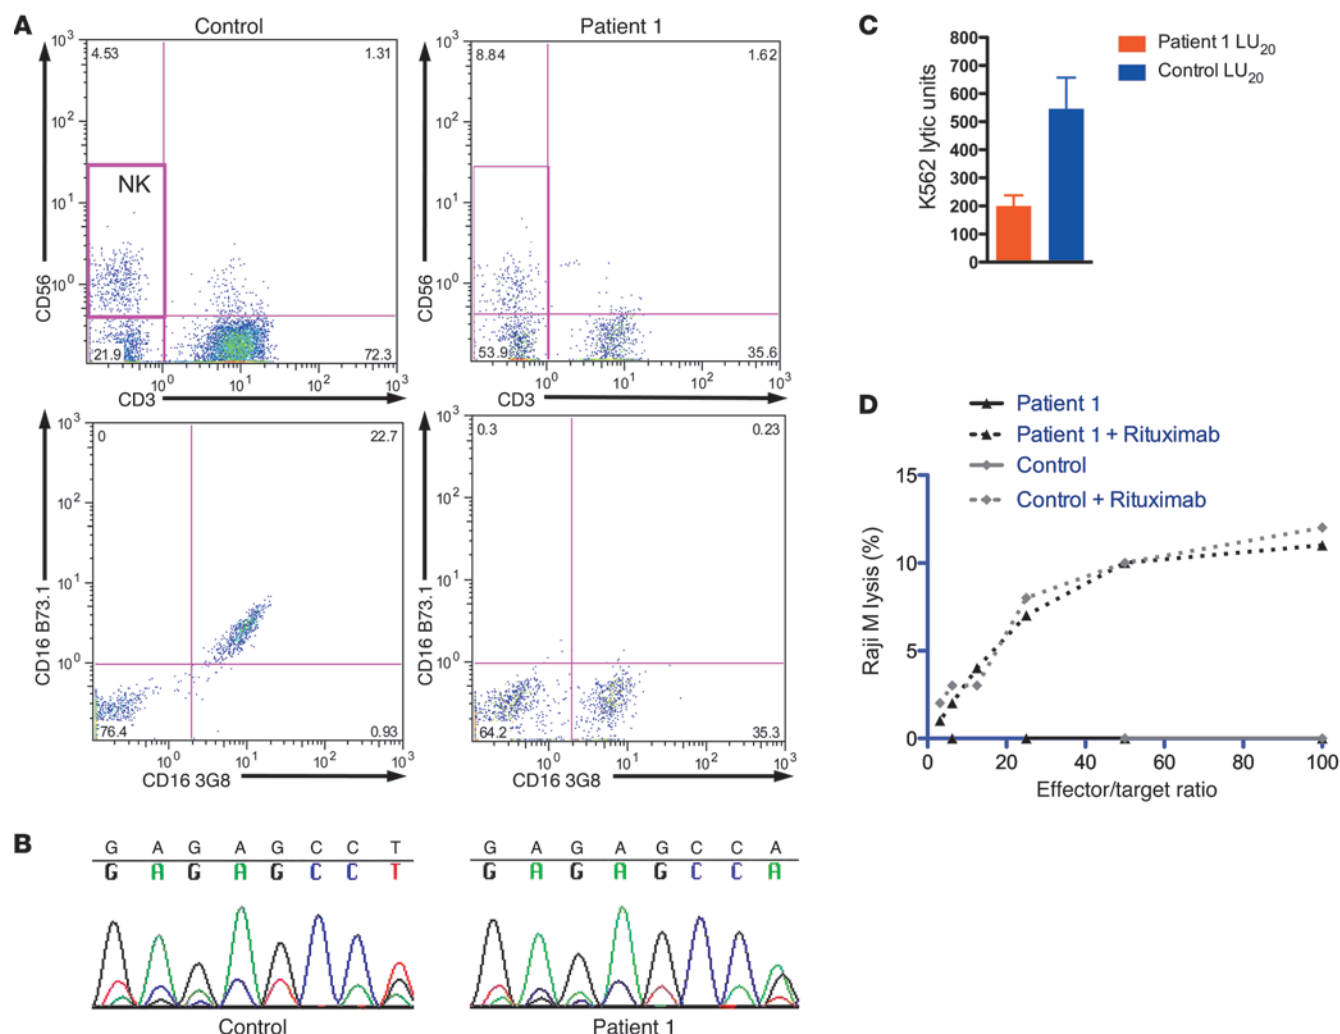 A
Control
Patient 1
10³
4.53
1.31
10²
10¹
10⁰
NK
CD56
21.9
72.3
10⁰
10¹
10²
10³
CD3
10³
8.84
1.62
10²
10¹
10⁰
CD56
53.9
35.6
10⁰
10¹
10²
10³
CD3
10³
0
22.7
10²
10¹
10⁰
CD16 B73.1
76.4
0.93
10⁰
10¹
10²
10³
CD16 3G8
10³
0.3
0.23
10²
10¹
10⁰
CD16 B73.1
64.2
35.3
10⁰
10¹
10²
10³
CD16 3G8
B
G A G A G C C T
G A G A G C C T
Control
G A G A G C C A
G A G A G C C A
Patient 1
C
800
700
600
500
400
300
200
100
0
K562 lytic units
Patient 1 LU₂₀
Control LU₂₀
D
Patient 1
Patient 1 + Rituximab
Control
Control + Rituximab
15
10
5
0
Raji M lysis (%)
0 20 40 60 80 100
Effector/target ratio